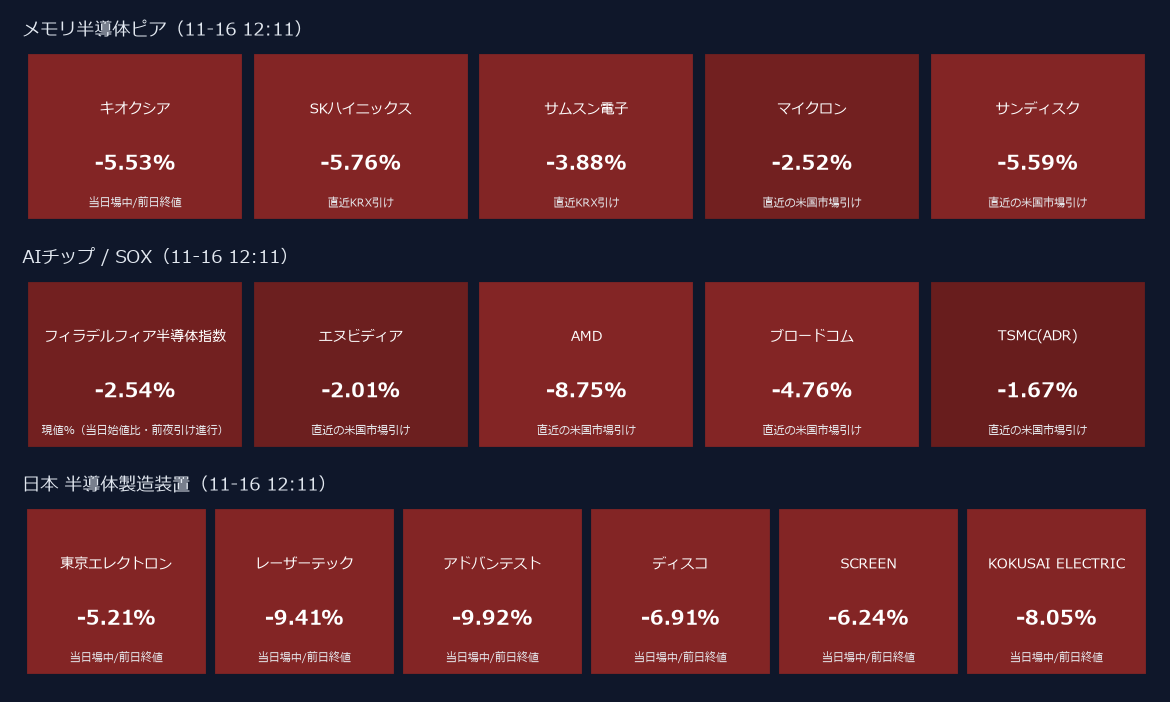 メモリ半導体ピア（11-16 12:11）
キオクシア
-5.53%
当日場中/前日終値
SKハイニックス
-5.76%
直近KRX引け
サムスン電子
-3.88%
直近KRX引け
マイクロン
-2.52%
直近の米国市場引け
サンディスク
-5.59%
直近の米国市場引け
AIチップ / SOX（11-16 12:11）
フィラデルフィア半導体指数
-2.54%
現値%（当日始値比・前夜引け進行）
エヌビディア
-2.01%
直近の米国市場引け
AMD
-8.75%
直近の米国市場引け
ブロードコム
-4.76%
直近の米国市場引け
TSMC(ADR)
-1.67%
直近の米国市場引け
日本 半導体製造装置（11-16 12:11）
東京エレクトロン
-5.21%
当日場中/前日終値
レーザーテック
-9.41%
当日場中/前日終値
アドバンテスト
-9.92%
当日場中/前日終値
ディスコ
-6.91%
当日場中/前日終値
SCREEN
-6.24%
当日場中/前日終値
KOKUSAI ELECTRIC
-8.05%
当日場中/前日終値